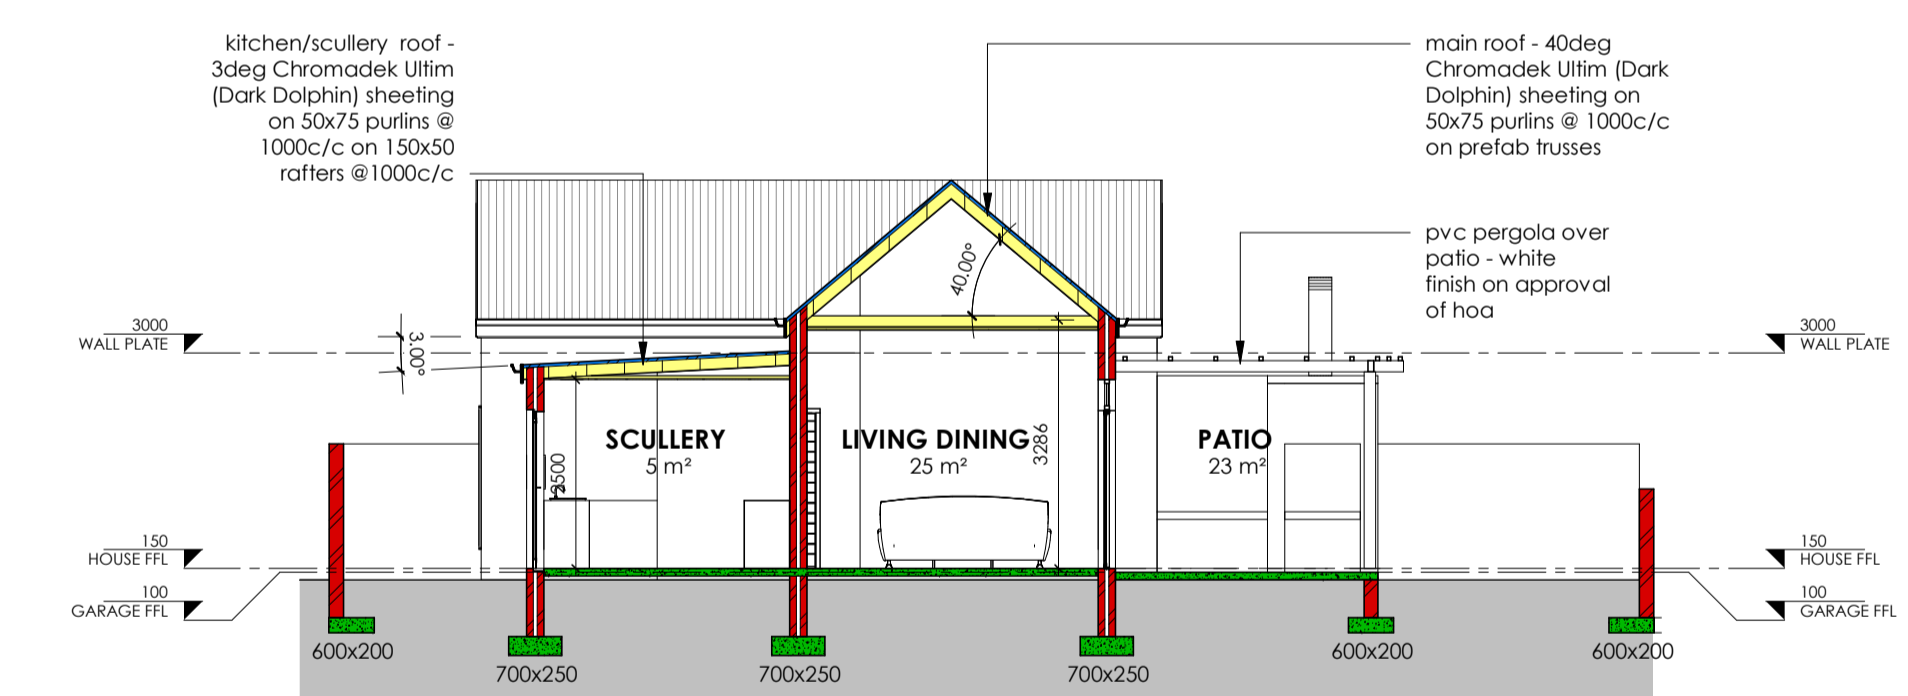 kitchen/scullery roof -
3deg Chromadek Ultim
(Dark Dolphin) sheeting
on 50x75 purlins @
1000c/c on 150x50
rafters @1000c/c
main roof - 40deg
Chromadek Ultim (Dark
Dolphin) sheeting on
50x75 purlins @ 1000c/c
on prefab trusses
pvc pergola over
patio - white
finish on approval
of hoa
40.00°
3.00°
3000
WALL PLATE
3000
WALL PLATE
SCULLERY
5 m²
2500
LIVING DINING
25 m²
3286
PATIO
23 m²
150
HOUSE FFL
100
GARAGE FFL
150
HOUSE FFL
100
GARAGE FFL
600x200
700x250
700x250
700x250
600x200
600x200